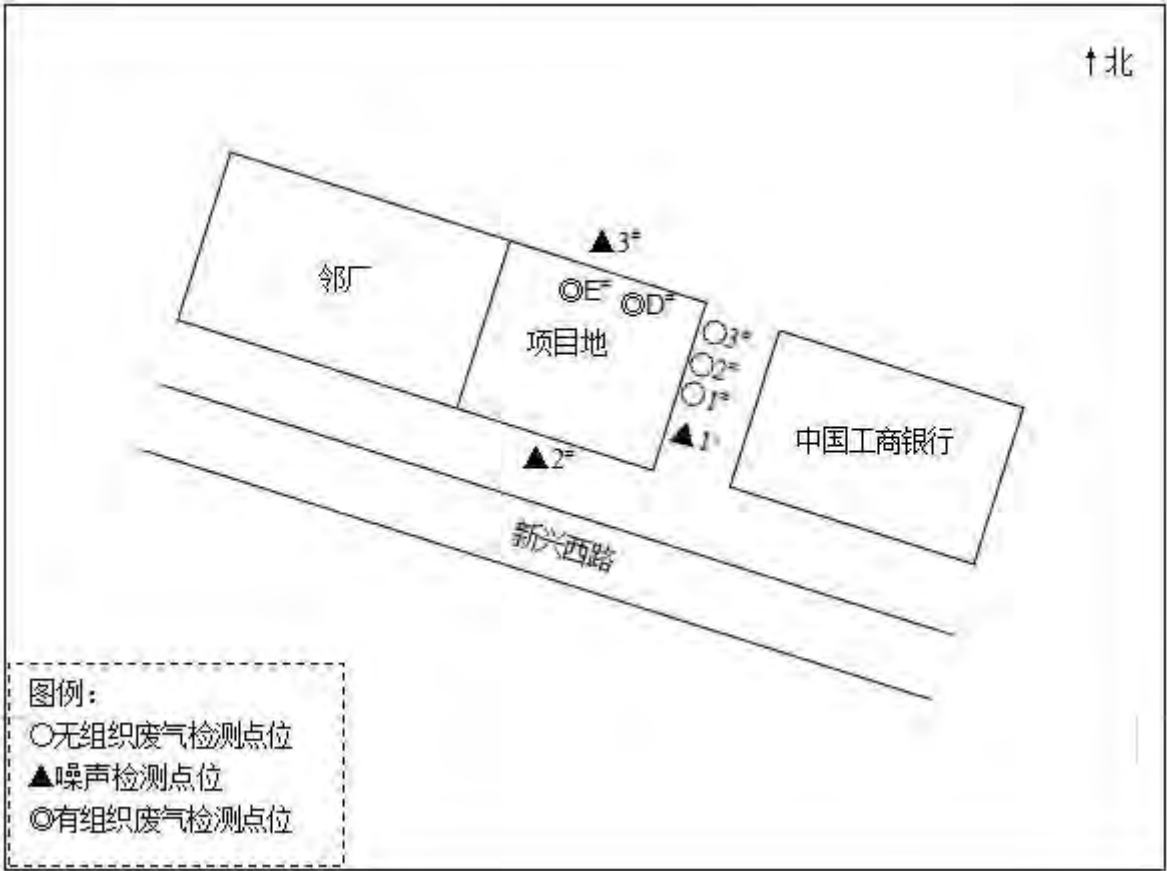 ↑北
▲3#
邻厂
◎E#
◎D#
项目地
○3#
○2#
○1#
▲1
中国工商银行
▲2#
新兴西路
图例：
○无组织废气检测点位
▲噪声检测点位
◎有组织废气检测点位